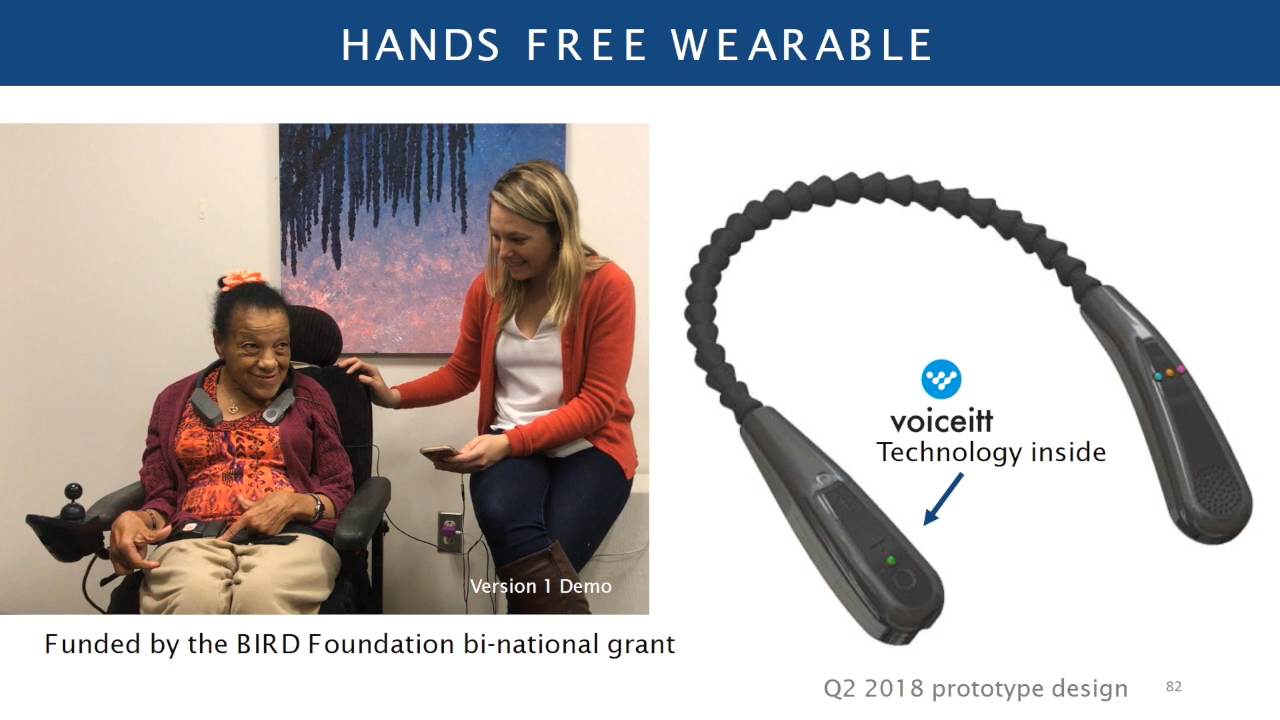 HANDS FREE WEARABLE
voiceitt
Technology inside
Version 1 Demo
Funded by the BIRD Foundation bi-national grant
Q2 2018 prototype design
82